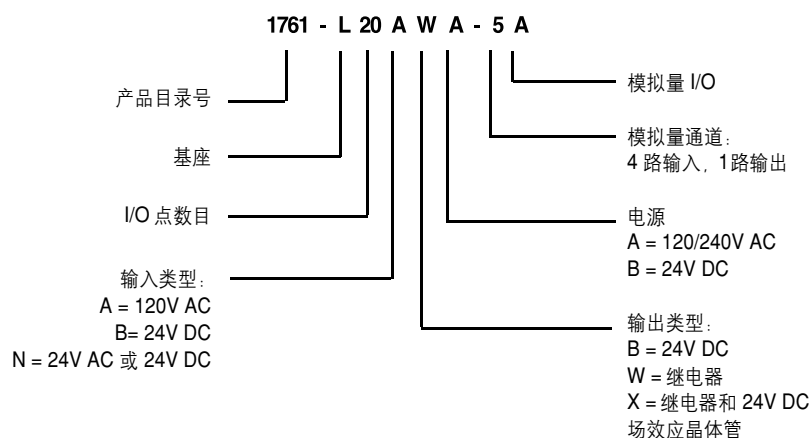 1761 - L 20 A W A - 5 A
产品目录号
基座
I/O 点数目
输入类型：
A = 120V AC
B= 24V DC
N = 24V AC 或 24V DC
模拟量 I/O
模拟量通道：
4 路输入，1路输出
电源
A = 120/240V AC
B = 24V DC
输出类型：
B = 24V DC
W = 继电器
X = 继电器和 24V DC
场效应晶体管